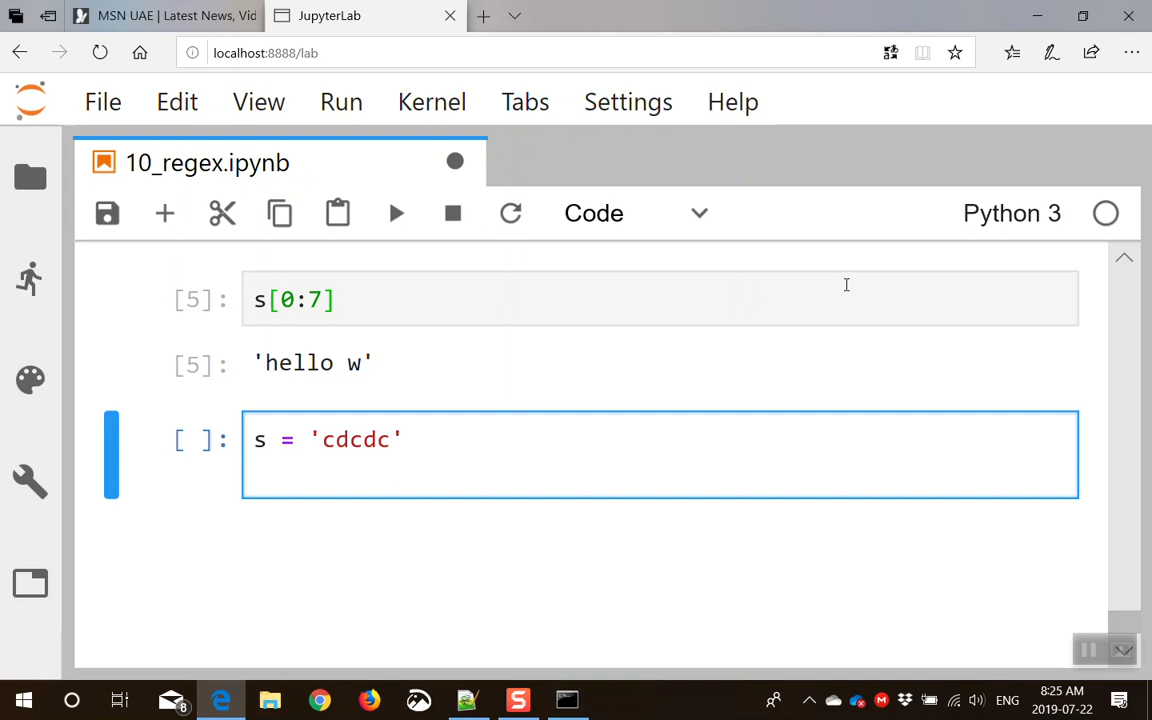 MSN UAE | Latest News, Vid
JupyterLab
localhost:8888/lab
File Edit View Run Kernel Tabs Settings Help
10_regex.ipynb
Code
Python 3
[5]: s[0:7]
[5]: 'hello w'
[ ]: s = 'cdcdc'
8
ENG
8:25 AM
2019-07-22